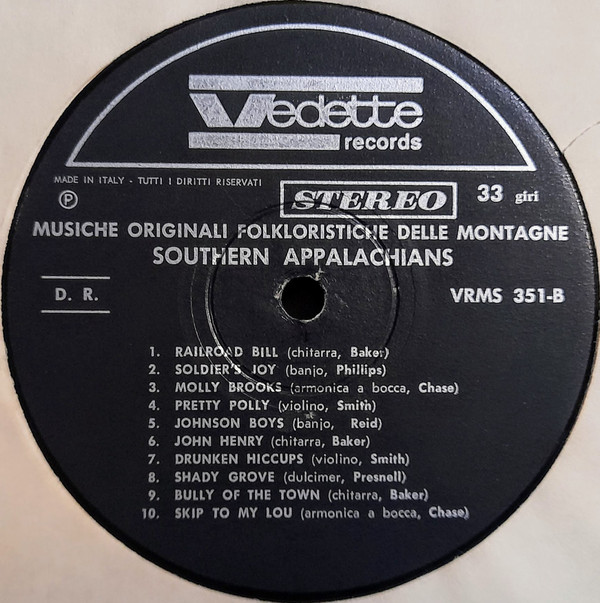 Vedette
records
MADE IN ITALY - TUTTI I DIRITTI RISERVATI
Ⓟ
STEREO 33 giri
MUSICHE ORIGINALI FOLKLORISTICHE DELLE MONTAGNE
SOUTHERN APPALACHIANS
D. R. VRMS 351-B
1. RAILROAD BILL (chitarra, Baker)
2. SOLDIER'S JOY (banjo, Phillips)
3. MOLLY BROOKS (armonica a bocca, Chase)
4. PRETTY POLLY (violino, Smith)
5. JOHNSON BOYS (banjo, Reid)
6. JOHN HENRY (chitarra, Baker)
7. DRUNKEN HICCUPS (violino, Smith)
8. SHADY GROVE (dulcimer, Presnell)
9. BULLY OF THE TOWN (chitarra, Baker)
10. SKIP TO MY LOU (armonica a bocca, Chase)